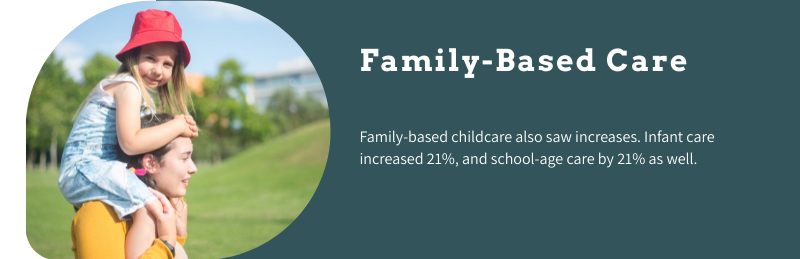 Family-Based Care
Family-based childcare also saw increases. Infant care
increased 21%, and school-age care by 21% as well.